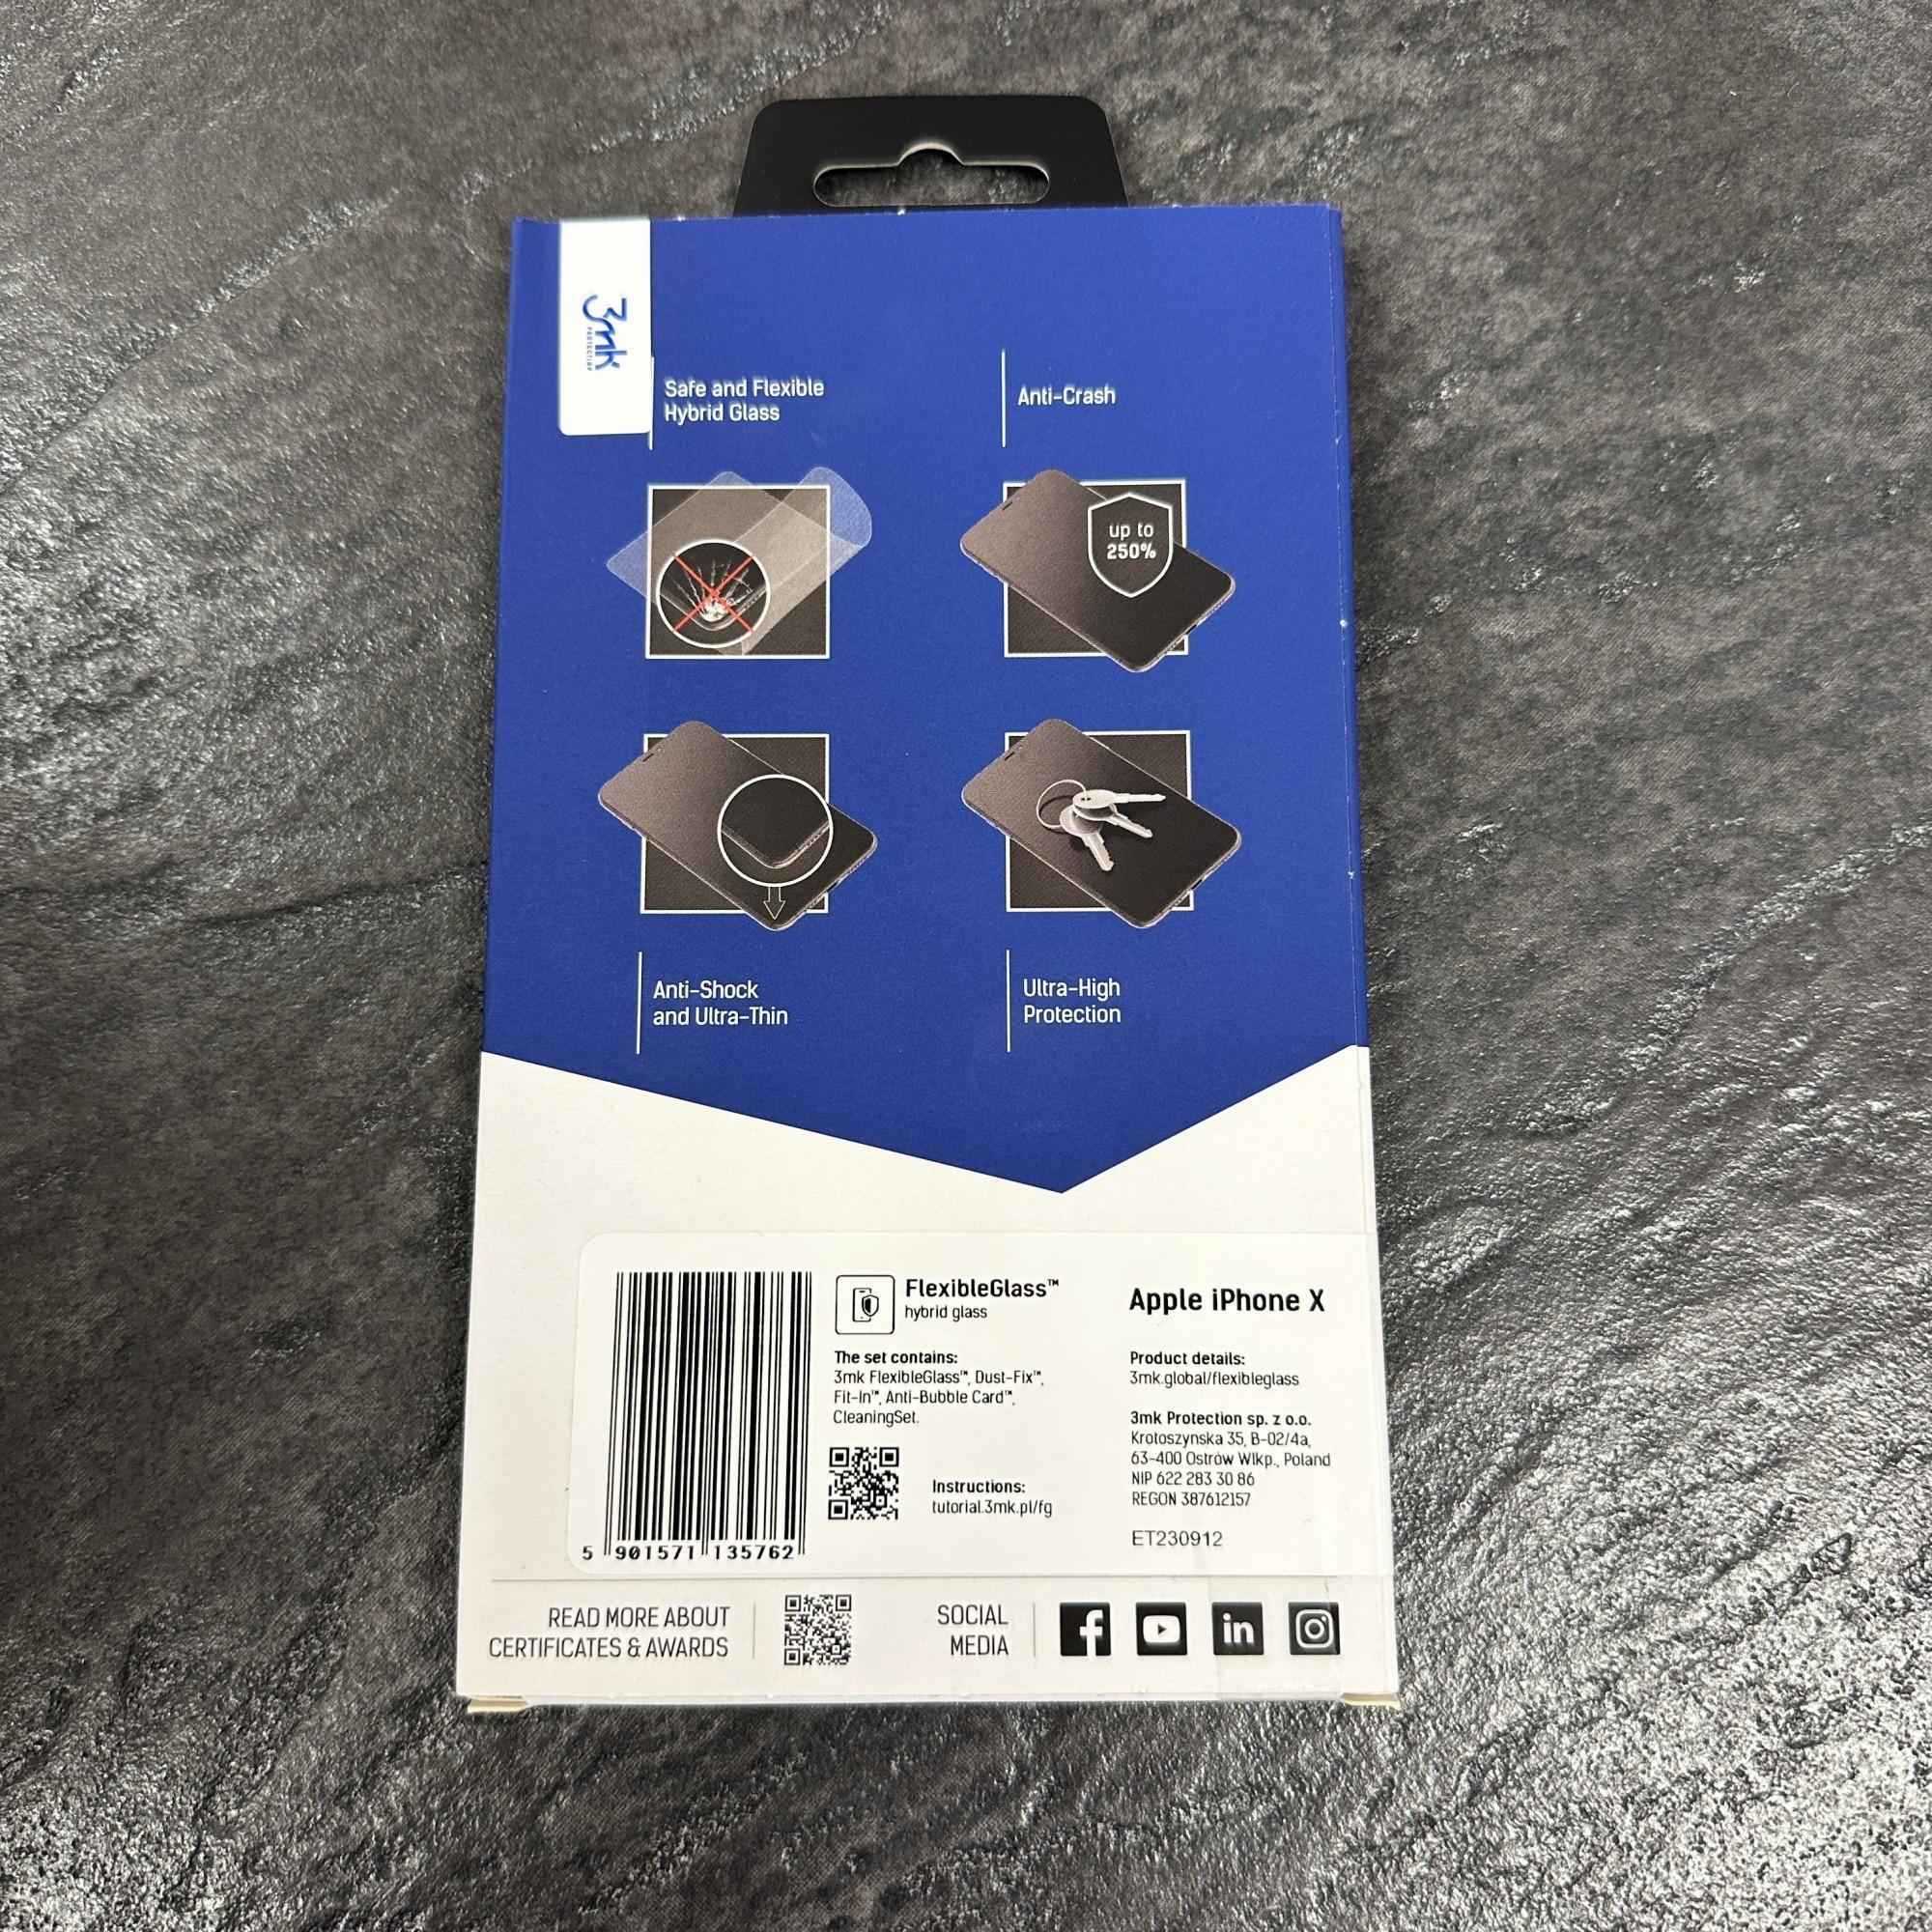 3mk
PROTECTION
Safe and Flexible
Hybrid Glass
Anti-Crash
up to
250%
Anti-Shock
and Ultra-Thin
Ultra-High
Protection
FlexibleGlass™
hybrid glass
The set contains:
3mk FlexibleGlass™, Dust-Fix™,
Fit-In™, Anti-Bubble Card™,
CleaningSet.
Instructions:
tutorial.3mk.pl/fg
Apple iPhone X
Product details:
3mk.global/flexibleglass
3mk Protection sp. z o.o.
Krotoszynska 35, B-02/4a,
63-400 Ostrów Wlkp., Poland
NIP 622 283 30 86
REGON 387612157
ET230912
5 901571 135762
READ MORE ABOUT
CERTIFICATES & AWARDS
SOCIAL
MEDIA
f
in